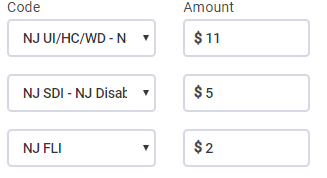 Code Amount
NJ UI/HC/WD - N $ 11
NJ SDI - NJ Disab $ 5
NJ FLI $ 2